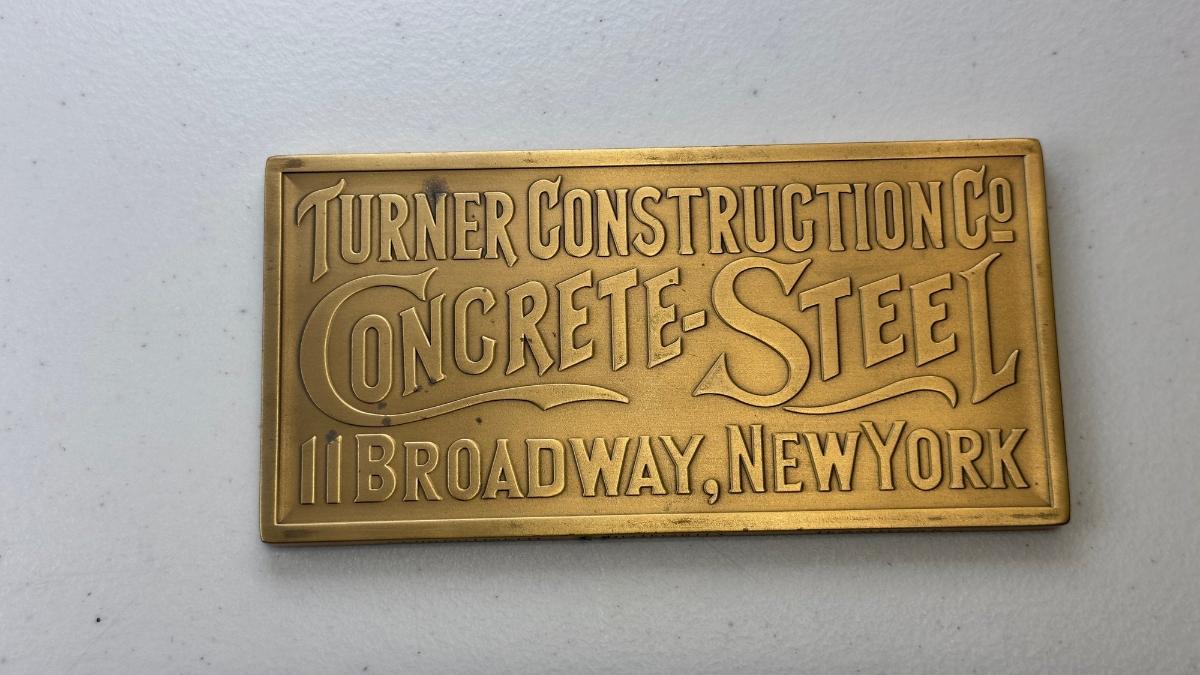 TURNER CONSTRUCTION Co
CONCRETE-STEEL
11 BROADWAY, NEW YORK